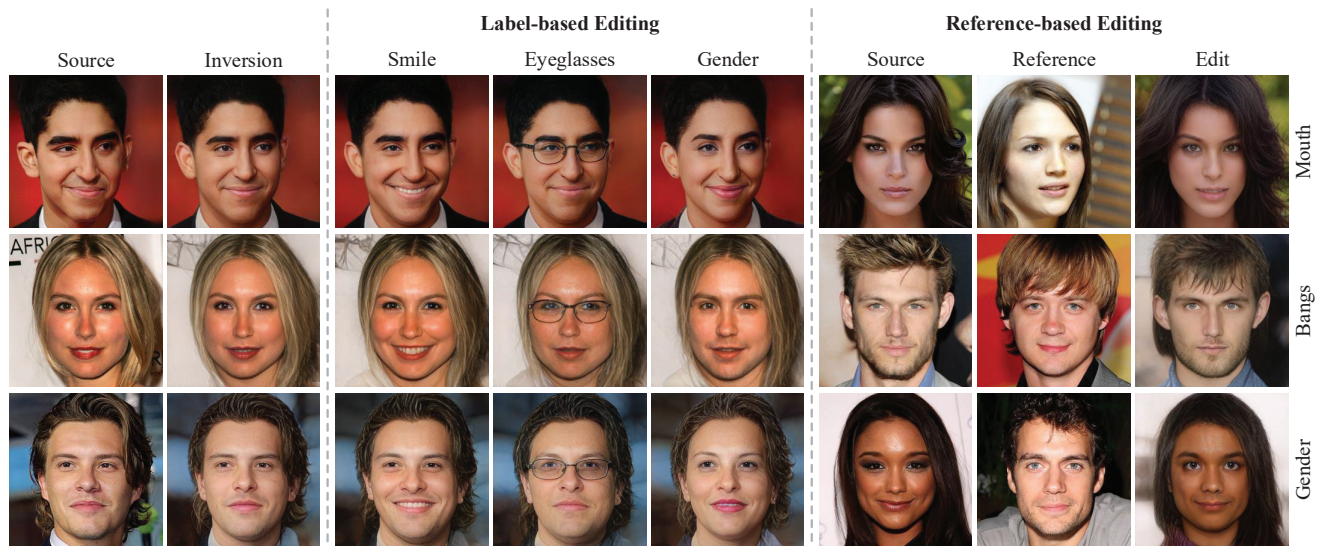 Label-based Editing
Reference-based Editing
Source
Inversion
Smile
Eyeglasses
Gender
Source
Reference
Edit
Mouth
AFRI
Bangs
Gender